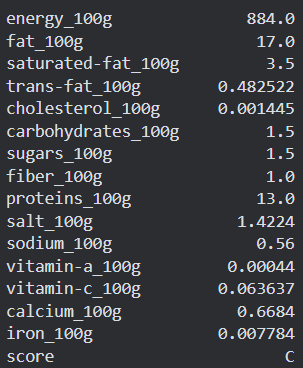 energy_100g 884.0
fat_100g 17.0
saturated-fat_100g 3.5
trans-fat_100g 0.482522
cholesterol_100g 0.001445
carbohydrates_100g 1.5
sugars_100g 1.5
fiber_100g 1.0
proteins_100g 13.0
salt_100g 1.4224
sodium_100g 0.56
vitamin-a_100g 0.00044
vitamin-c_100g 0.063637
calcium_100g 0.6684
iron_100g 0.007784
score C